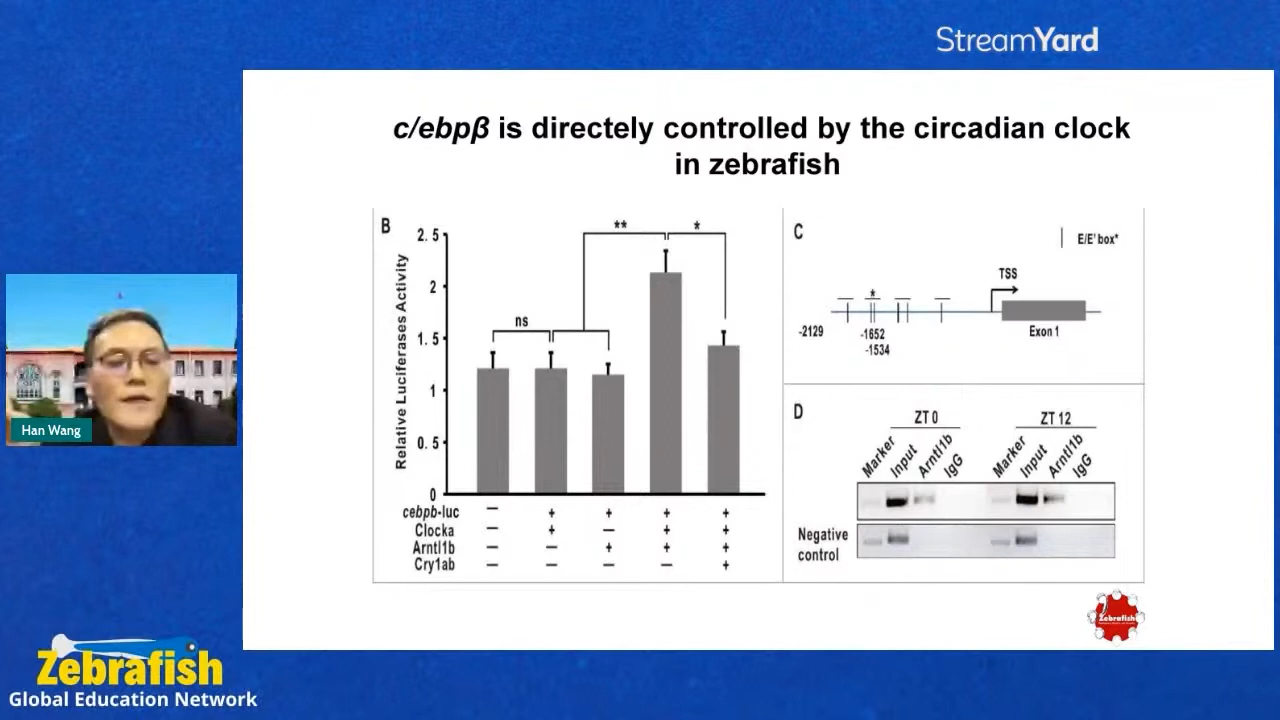 StreamYard
c/ebpβ is directely controlled by the circadian clock
in zebrafish
B
Relative Luciferases Activity
2.5
2
1.5
1
0.5
0
ns
**
*
cebpb-luc — + + + +
Clocka — + — + +
Arntl1b — — + + +
Cry1ab — — — — +
C
E/E' box*
TSS
*
-2129
-1652
-1534
Exon 1
D
ZT 0 ZT 12
Marker Input Arntl1b IgG Marker Input Arntl1b IgG
Negative
control
Han Wang
Zebrafish
Zebrafish
Global Education Network